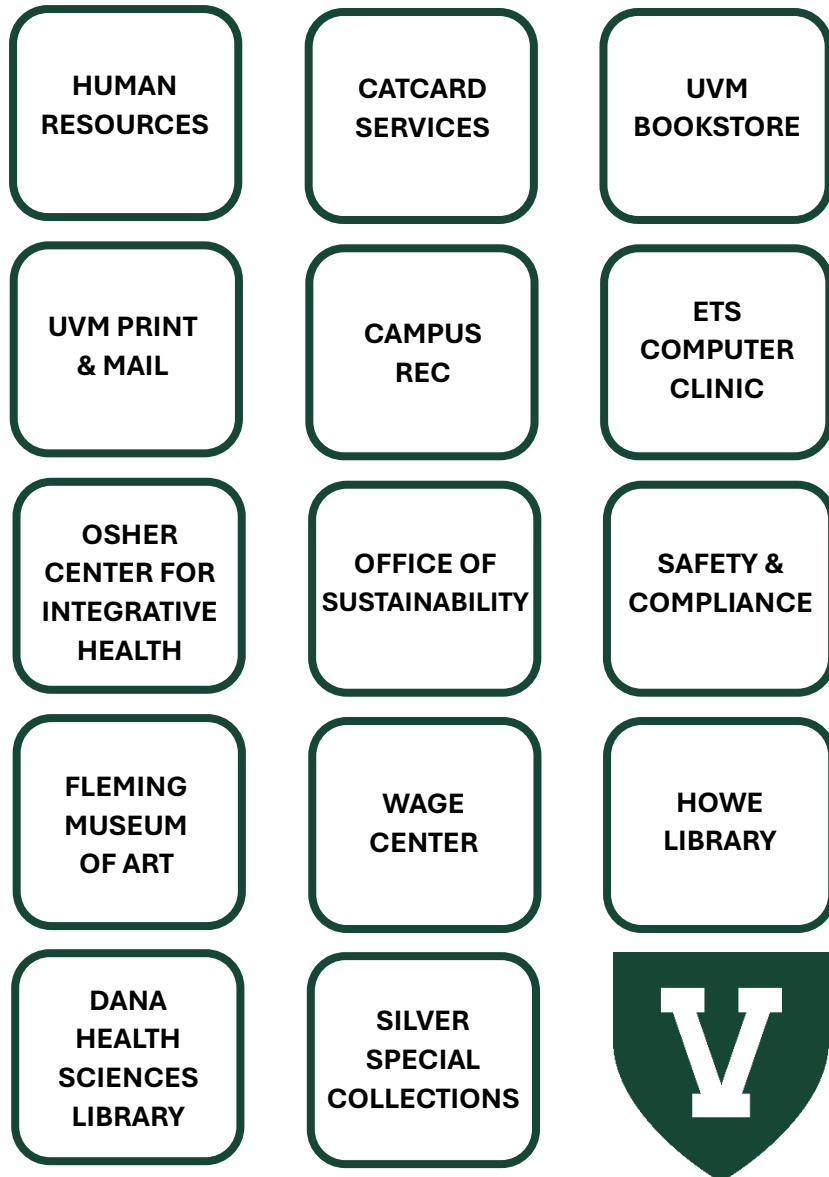 HUMAN
RESOURCES
CATCARD
SERVICES
UVM
BOOKSTORE
UVM PRINT
& MAIL
CAMPUS
REC
ETS
COMPUTER
CLINIC
OSHER
CENTER FOR
INTEGRATIVE
HEALTH
OFFICE OF
SUSTAINABILITY
SAFETY &
COMPLIANCE
FLEMING
MUSEUM
OF ART
WAGE
CENTER
HOWE
LIBRARY
DANA
HEALTH
SCIENCES
LIBRARY
SILVER
SPECIAL
COLLECTIONS
V